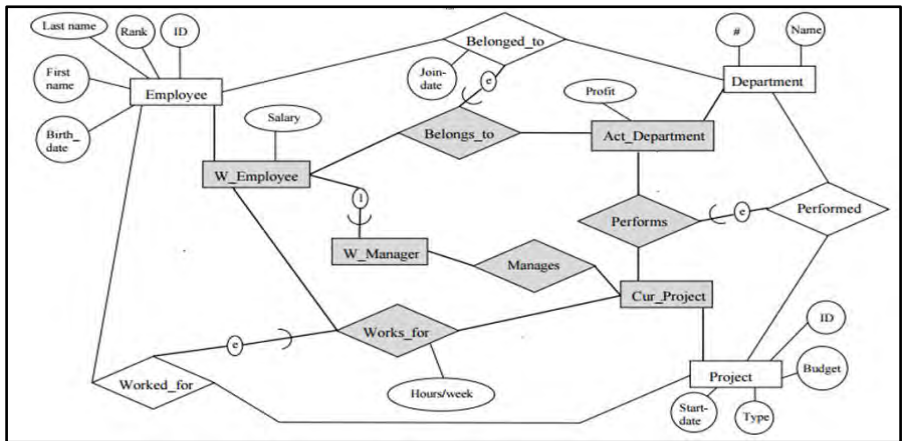 Last name
Rank
ID
Belonged_to
#
Name
First
name
Join-
date
e
Department
Employee
Profit
Birth_
date
Salary
Belongs_to
Act_Department
W_Employee
1
Performs
e
Performed
W_Manager
Manages
Cur_Project
ID
Works_for
e
Worked_for
Hours/week
Project
Budget
Start-
date
Type